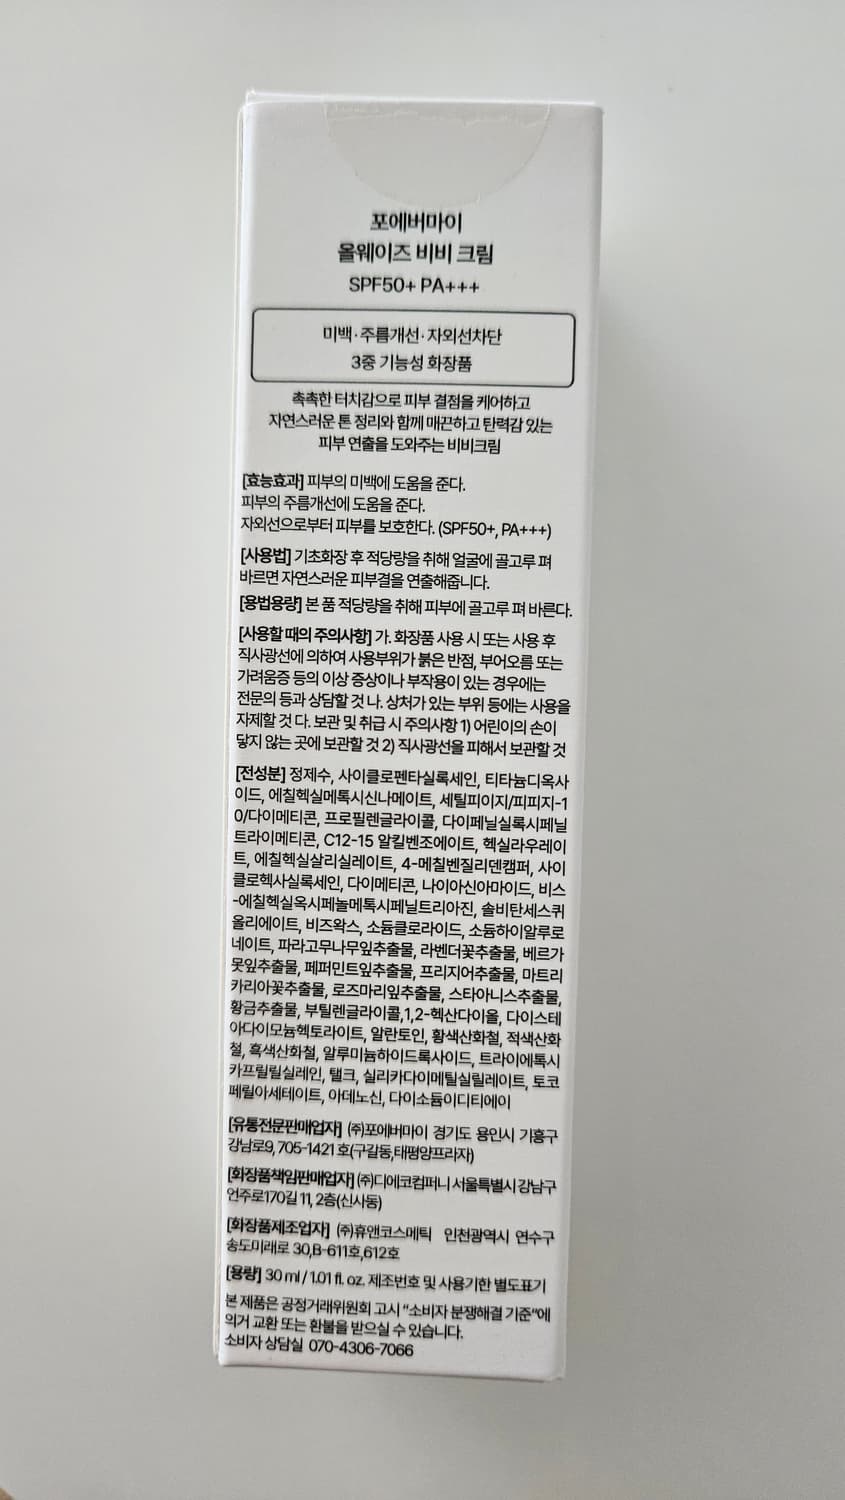 포에버마이
올웨이즈 비비 크림
SPF50+ PA+++
미백·주름개선·자외선차단
3중 기능성 화장품
촉촉한 터치감으로 피부 결점을 케어하고
자연스러운 톤 정리와 함께 매끈하고 탄력감 있는
피부 연출을 도와주는 비비크림
[효능효과] 피부의 미백에 도움을 준다.
피부의 주름개선에 도움을 준다.
자외선으로부터 피부를 보호한다. (SPF50+, PA+++)
[사용법] 기초화장 후 적당량을 취해 얼굴에 골고루 펴
바르면 자연스러운 피부결을 연출해줍니다.
[용법용량] 본 품 적당량을 취해 피부에 골고루 펴 바른다.
[사용할 때의 주의사항] 가. 화장품 사용 시 또는 사용 후
직사광선에 의하여 사용부위가 붉은 반점, 부어오름 또는
가려움증 등의 이상 증상이나 부작용이 있는 경우에는
전문의 등과 상담할 것 나. 상처가 있는 부위 등에는 사용을
자제할 것 다. 보관 및 취급 시 주의사항 1) 어린이의 손이
닿지 않는 곳에 보관할 것 2) 직사광선을 피해서 보관할 것
[전성분] 정제수, 사이클로펜타실록세인, 티타늄디옥사
이드, 에칠헥실메톡시신나메이트, 세틸피이지/피피지-1
0/다이메티콘, 프로필렌글라이콜, 다이페닐실록시페닐
트라이메티콘, C12-15 알킬벤조에이트, 헥실라우레이
트, 에칠헥실살리실레이트, 4-메칠벤질리덴캠퍼, 사이
클로헥사실록세인, 다이메티콘, 나이아신아마이드, 비스
-에칠헥실옥시페놀메톡시페닐트리아진, 솔비탄세스퀴
올리에이트, 비즈왁스, 소듐클로라이드, 소듐하이알루로
네이트, 파라고무나무잎추출물, 라벤더꽃추출물, 베르가
못잎추출물, 페퍼민트잎추출물, 프리지어추출물, 마트리
카리아꽃추출물, 로즈마리잎추출물, 스타아니스추출물,
황금추출물, 부틸렌글라이콜,1,2-헥산다이올, 다이스테
아다이모늄헥토라이트, 알란토인, 황색산화철, 적색산화
철, 흑색산화철, 알루미늄하이드록사이드, 트라이에톡시
카프릴릴실레인, 탤크, 실리카다이메틸실릴레이트, 토코
페릴아세테이트, 아데노신, 다이소듐이디티에이
[유통전문판매업자] ㈜포에버마이 경기도 용인시 기흥구
강남로9, 705-1421 호(구갈동,태평양프라자)
[화장품책임판매업자] ㈜디에코컴퍼니 서울특별시 강남구
언주로170길 11, 2층(신사동)
[화장품제조업자] ㈜휴앤코스메틱 인천광역시 연수구
송도미래로 30,B-611호,612호
[용량] 30 ml / 1.01 fl. oz. 제조번호 및 사용기한 별도표기
본 제품은 공정거래위원회 고시 "소비자 분쟁해결 기준"에
의거 교환 또는 환불을 받으실 수 있습니다.
소비자 상담실 070-4306-7066